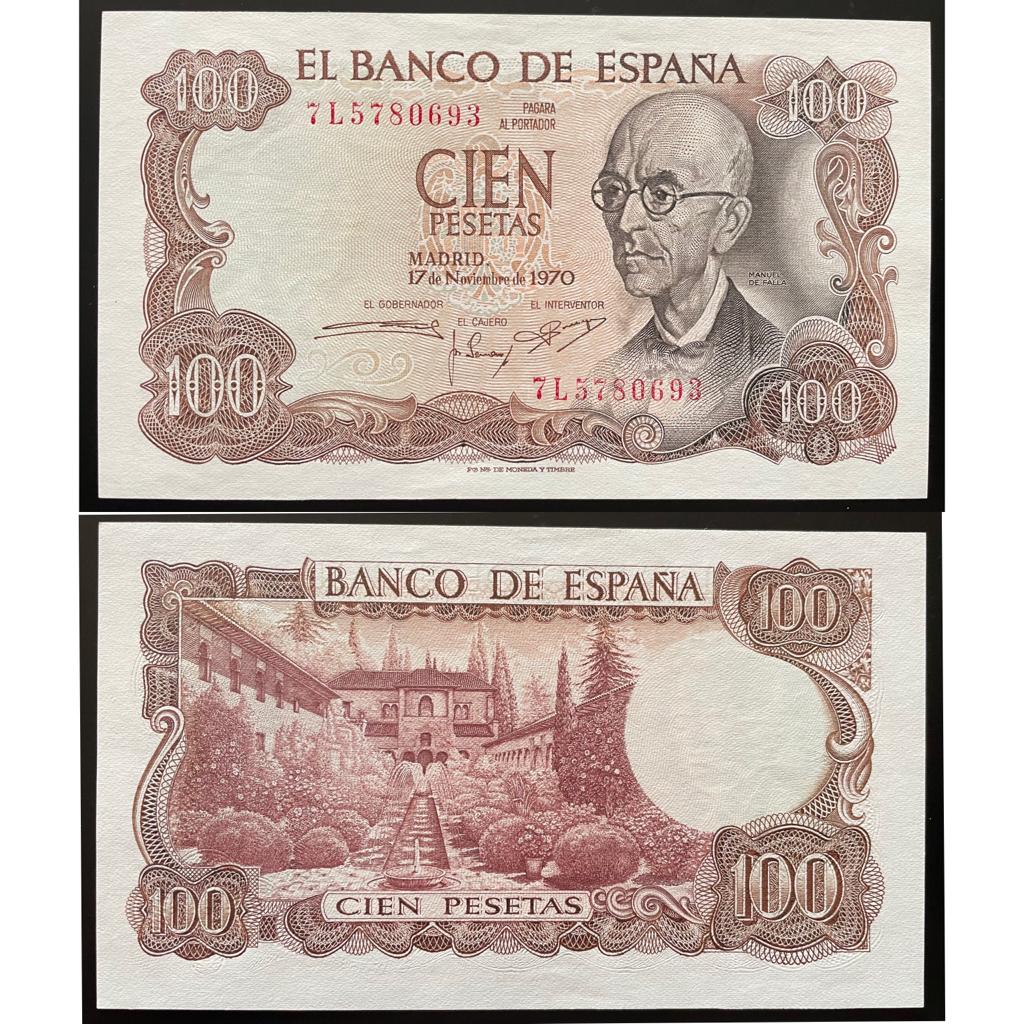 100
EL BANCO DE ESPAÑA
100
7L5780693
PAGARA
AL PORTADOR
CIEN
PESETAS
MADRID.
17 de Noviembre de 1970
MANUEL
DE FALLA
EL GOBERNADOR
EL INTERVENTOR
EL CAJERO
7L5780693
100
100
DE MONEDA Y TIMBRE
BANCO DE ESPAÑA
100
100
CIEN PESETAS
100